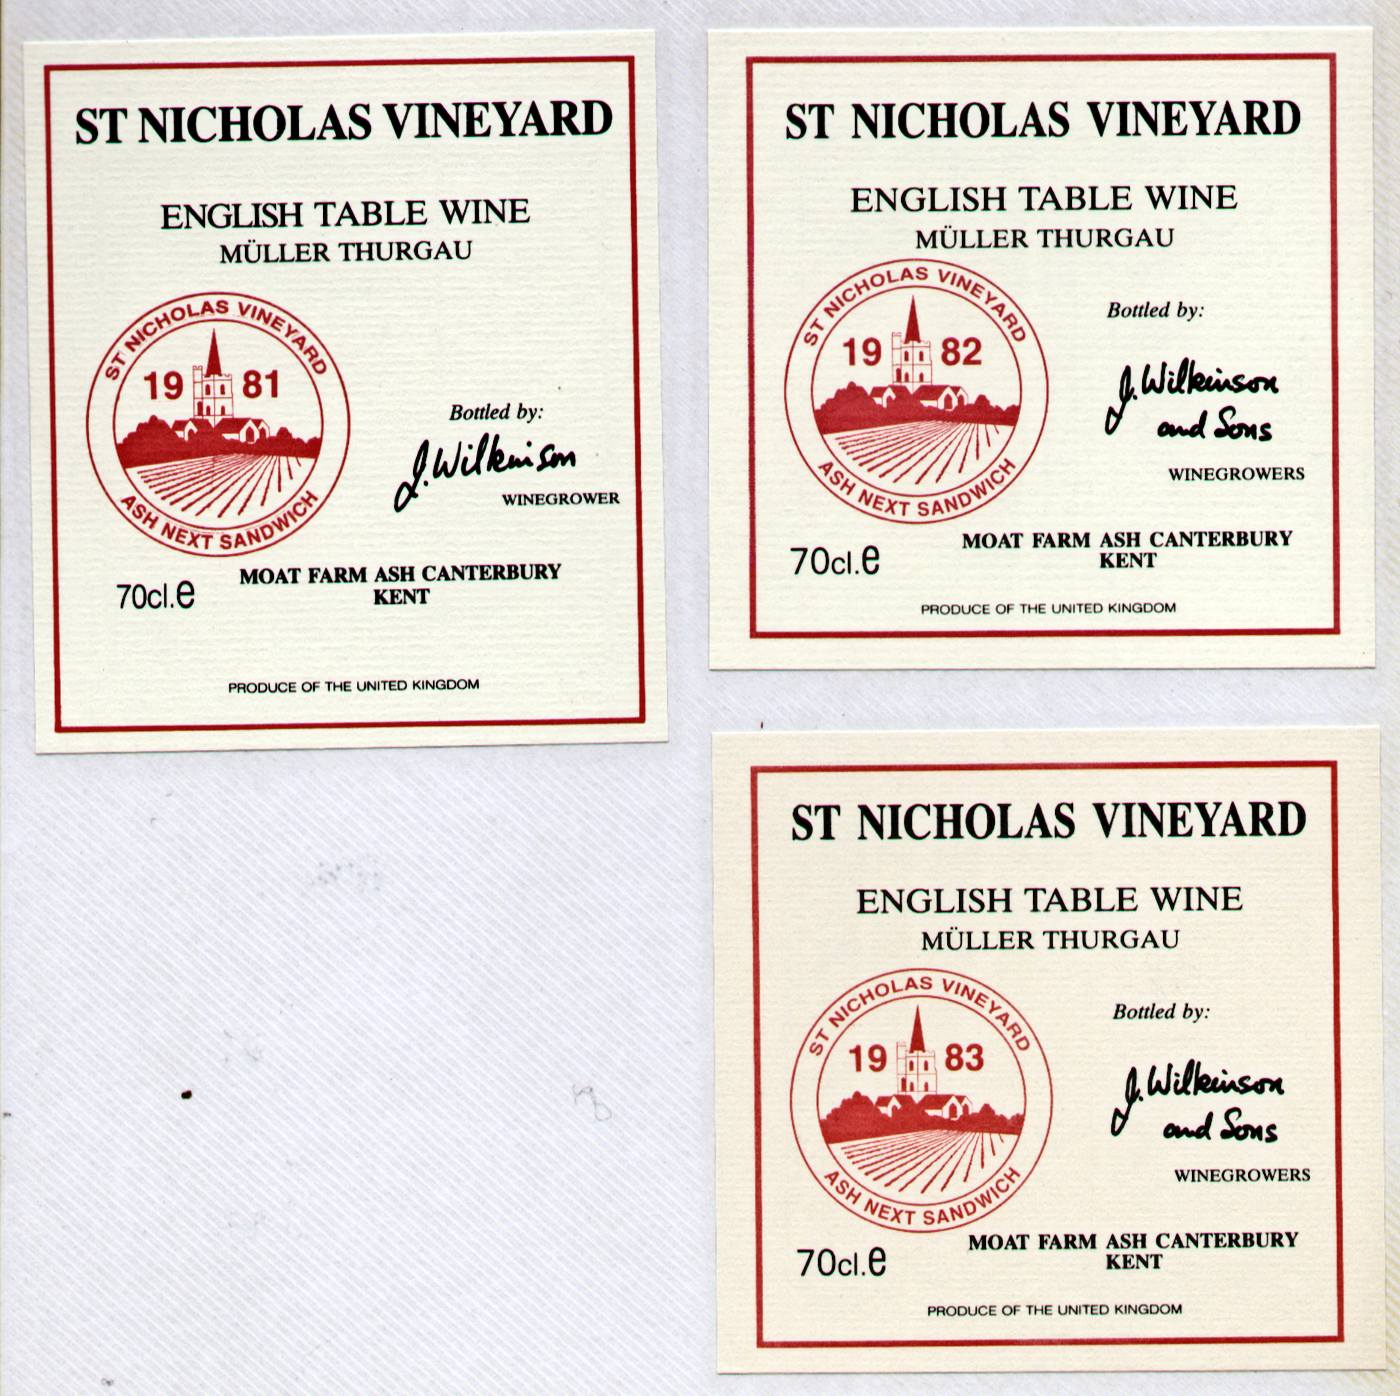 ST NICHOLAS VINEYARD
ENGLISH TABLE WINE
MÜLLER THURGAU
ST NICHOLAS VINEYARD
19 81
ASH NEXT SANDWICH
Bottled by:
J. Wilkinson
WINEGROWER
70cl.e
MOAT FARM ASH CANTERBURY
KENT
PRODUCE OF THE UNITED KINGDOM
ST NICHOLAS VINEYARD
ENGLISH TABLE WINE
MÜLLER THURGAU
ST NICHOLAS VINEYARD
19 82
ASH NEXT SANDWICH
Bottled by:
J. Wilkinson
and Sons
WINEGROWERS
70cl.e
MOAT FARM ASH CANTERBURY
KENT
PRODUCE OF THE UNITED KINGDOM
ST NICHOLAS VINEYARD
ENGLISH TABLE WINE
MÜLLER THURGAU
ST NICHOLAS VINEYARD
19 83
ASH NEXT SANDWICH
Bottled by:
J. Wilkinson
and Sons
WINEGROWERS
70cl.e
MOAT FARM ASH CANTERBURY
KENT
PRODUCE OF THE UNITED KINGDOM